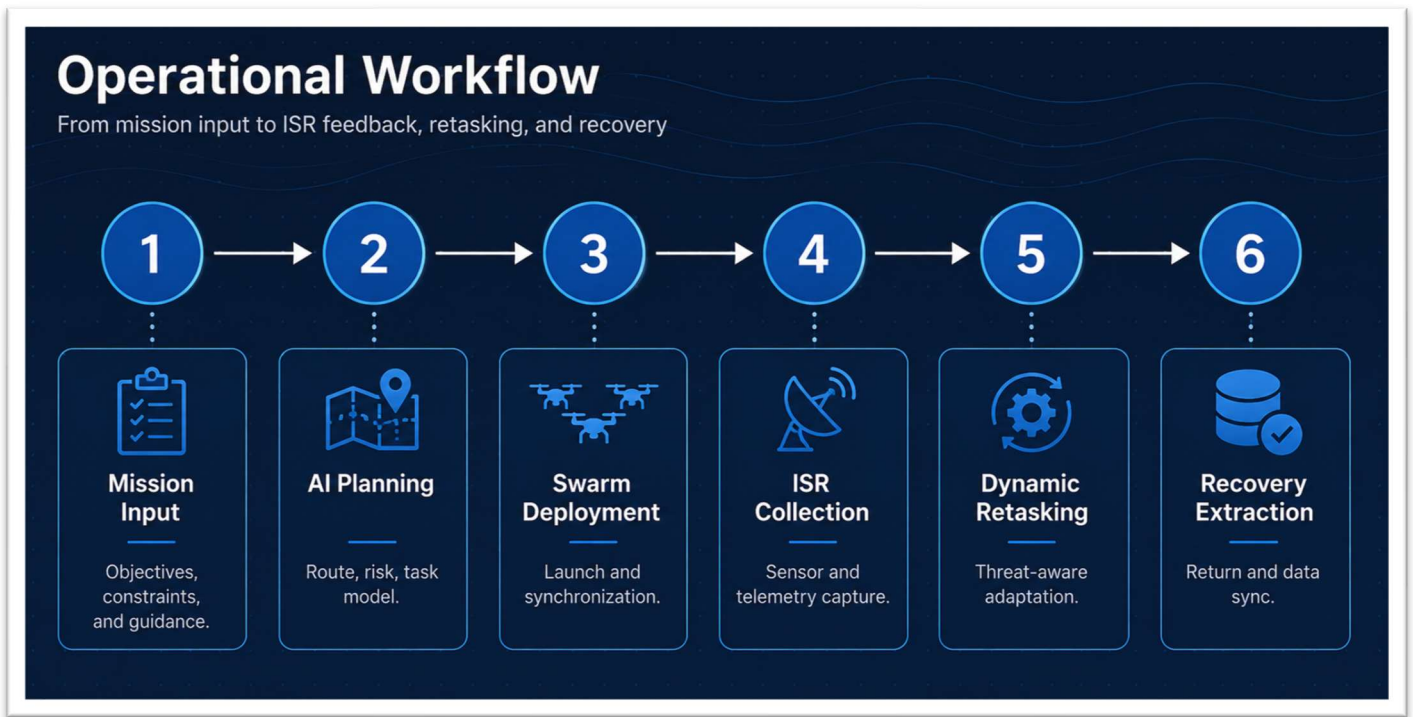 Operational Workflow
From mission input to ISR feedback, retasking, and recovery
1
2
3
4
5
6
Mission
Input
Objectives,
constraints,
and guidance.
AI Planning
Route, risk, task
model.
Swarm
Deployment
Launch and
synchronization.
ISR
Collection
Sensor and
telemetry capture.
Dynamic
Retasking
Threat-aware
adaptation.
Recovery
Extraction
Return and data
sync.